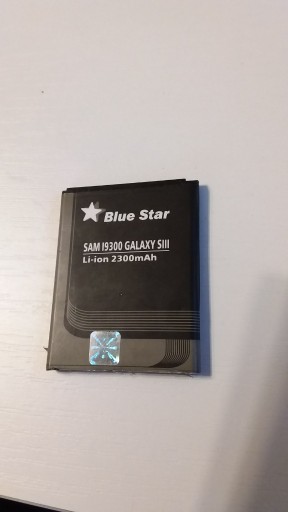 Blue Star
SAM I9300 GALAXY SIII
Li-ion 2300mAh